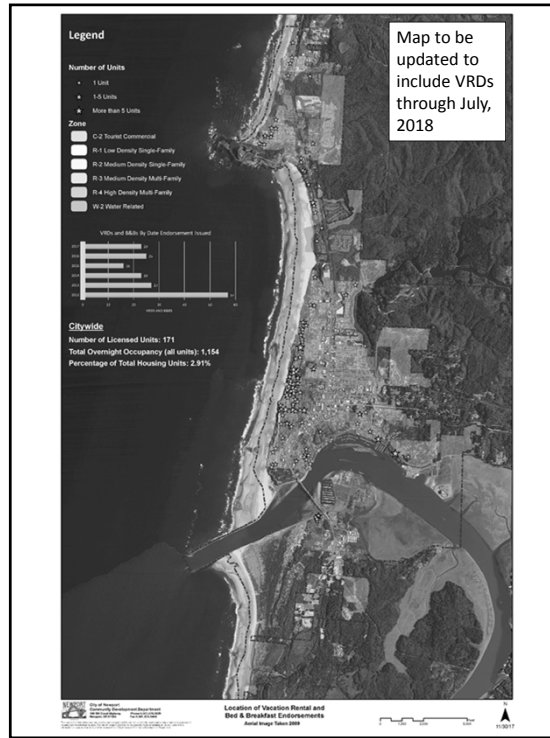 Legend
Map to be
updated to
include VRDs
through July,
2018
Number of Units
1 Unit
1-5 Units
More than 5 Units
Zone
C-2 Tourist Commercial
R-1 Low Density Single-Family
R-2 Medium Density Single-Family
R-3 Medium Density Multi-Family
R-4 High Density Multi-Family
W-2 Water Related
VRDs and B&Bs By Date Endorsement Issued
Citywide
Number of Licensed Units: 171
Total Overnight Occupancy (all units): 1,154
Percentage of Total Housing Units: 2.91%
NEWPORT
City of Newport
Community Development Department
Location of Vacation Rental and
Bed & Breakfast Endorsements
Aerial Image Taken 2009
N
11/30/17